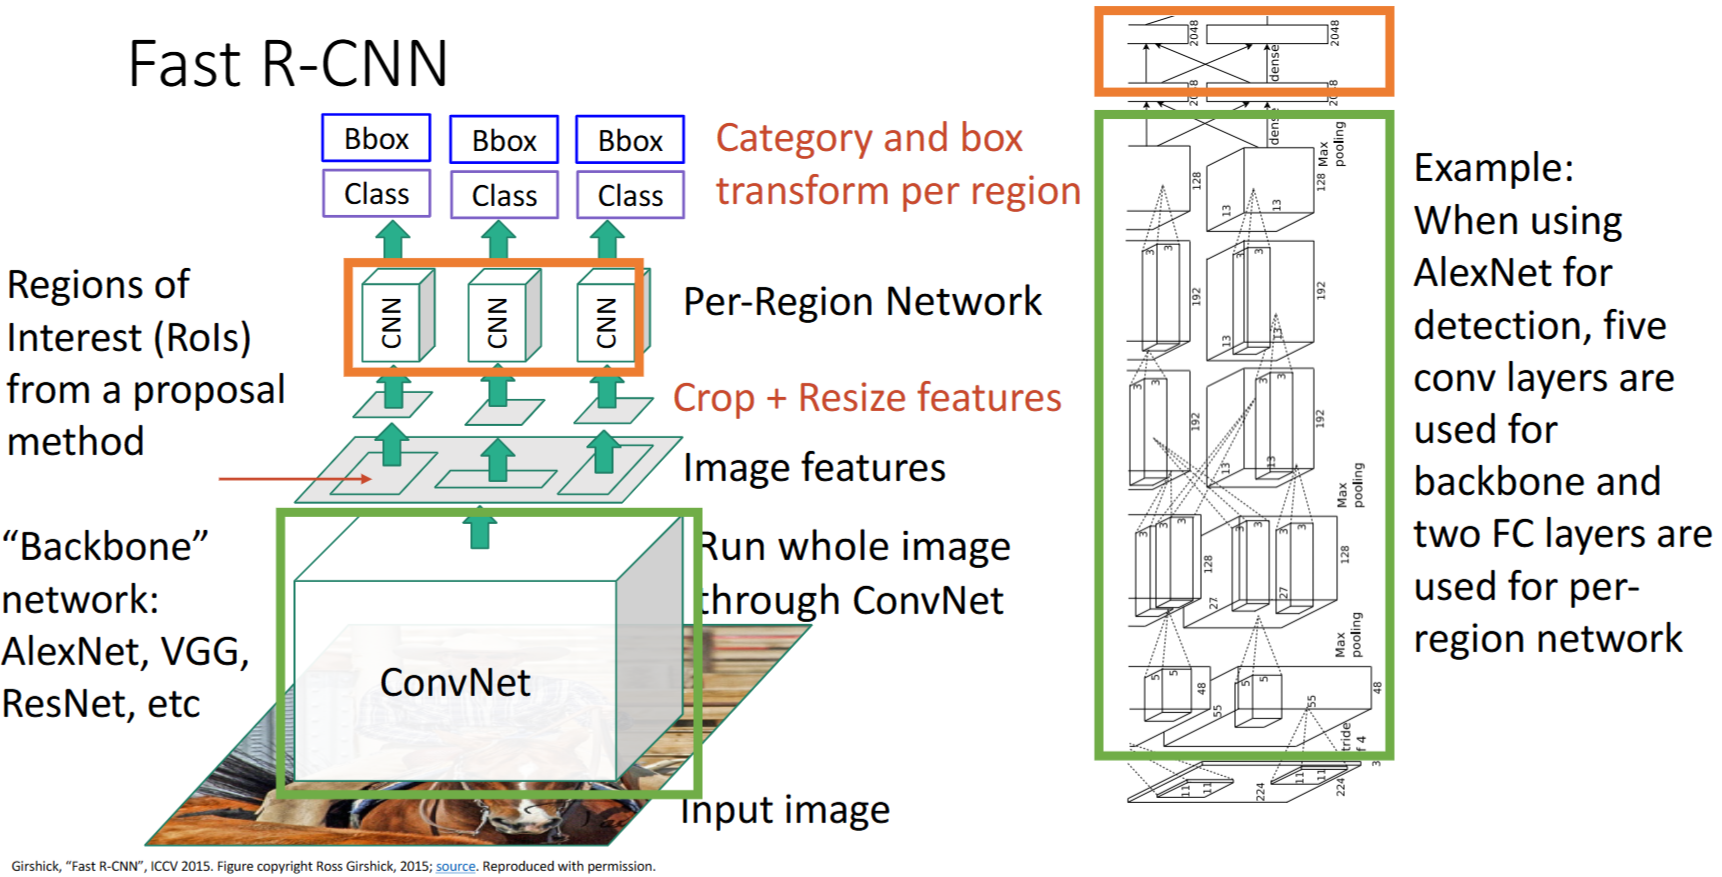 Fast R-CNN
Bbox
Bbox
Bbox
Class
Class
Class
Category and box
transform per region
CNN
CNN
CNN
Per-Region Network
Regions of
Interest (RoIs)
from a proposal
method
Crop + Resize features
Image features
"Backbone"
network:
AlexNet, VGG,
ResNet, etc
Run whole image
through ConvNet
ConvNet
Input image
2048
2048
dense
2048
2048
dense
Max
pooling
128
128
13
13
3
3
3
3
192
192
13
13
3
3
3
3
192
192
13
13
Max
pooling
3
3
3
3
3
3
3
128
128
27
27
Max
pooling
5
5
5
5
48
48
55
55
tride
f 4
11
11
11
11
224
224
3
Example:
When using
AlexNet for
detection, five
conv layers are
used for
backbone and
two FC layers are
used for per-
region network
Girshick, "Fast R-CNN", ICCV 2015. Figure copyright Ross Girshick, 2015; source. Reproduced with permission.